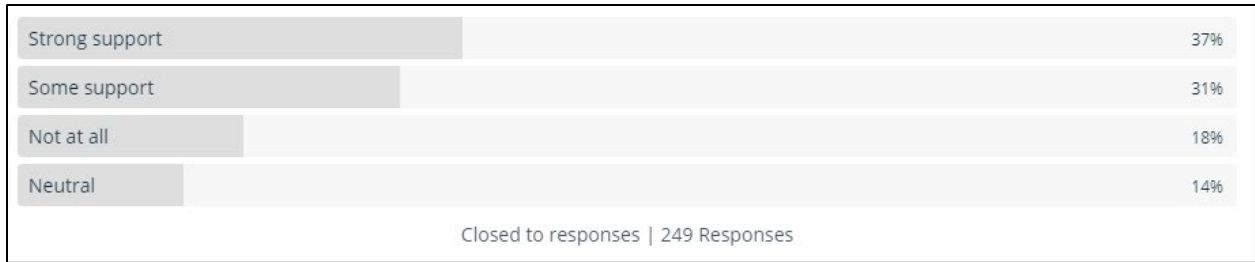 Strong support 37%
Some support 31%
Not at all 18%
Neutral 14%
Closed to responses | 249 Responses